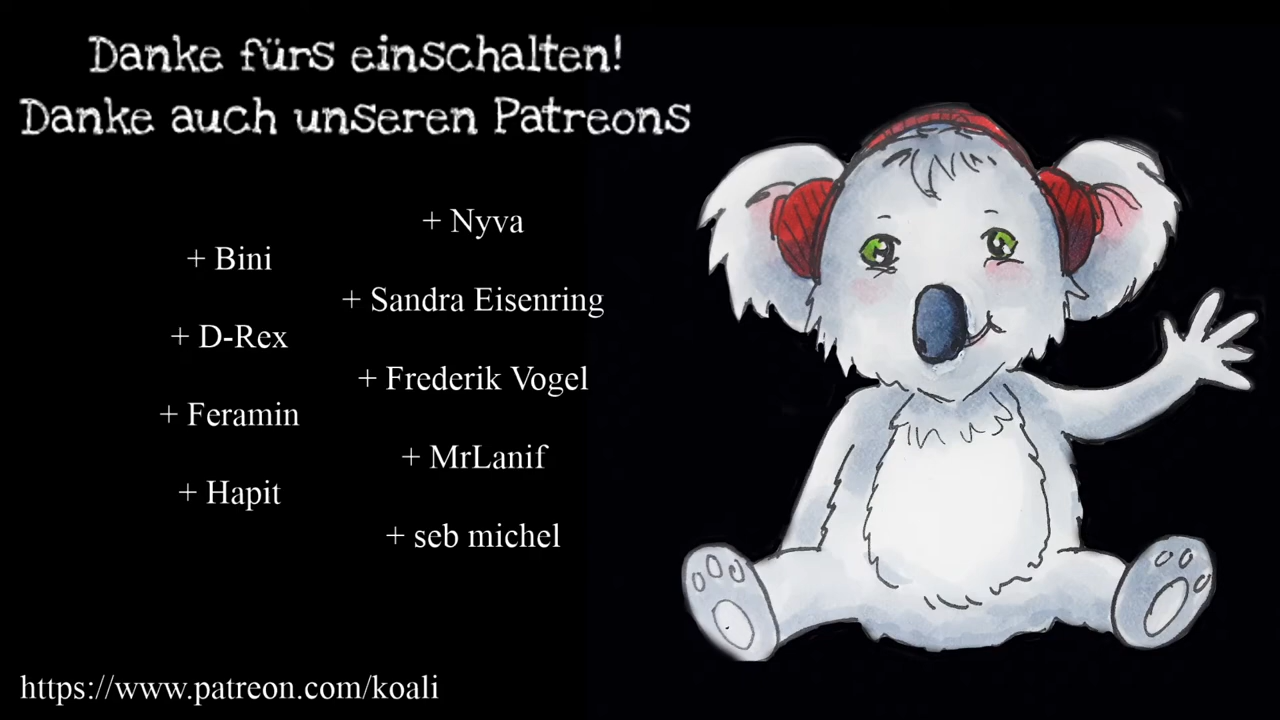 Danke fürs einschalten!
Danke auch unseren Patreons
+ Nyva
+ Bini
+ Sandra Eisenring
+ D-Rex
+ Frederik Vogel
+ Feramin
+ MrLanif
+ Hapit
+ seb michel
https://www.patreon.com/koali